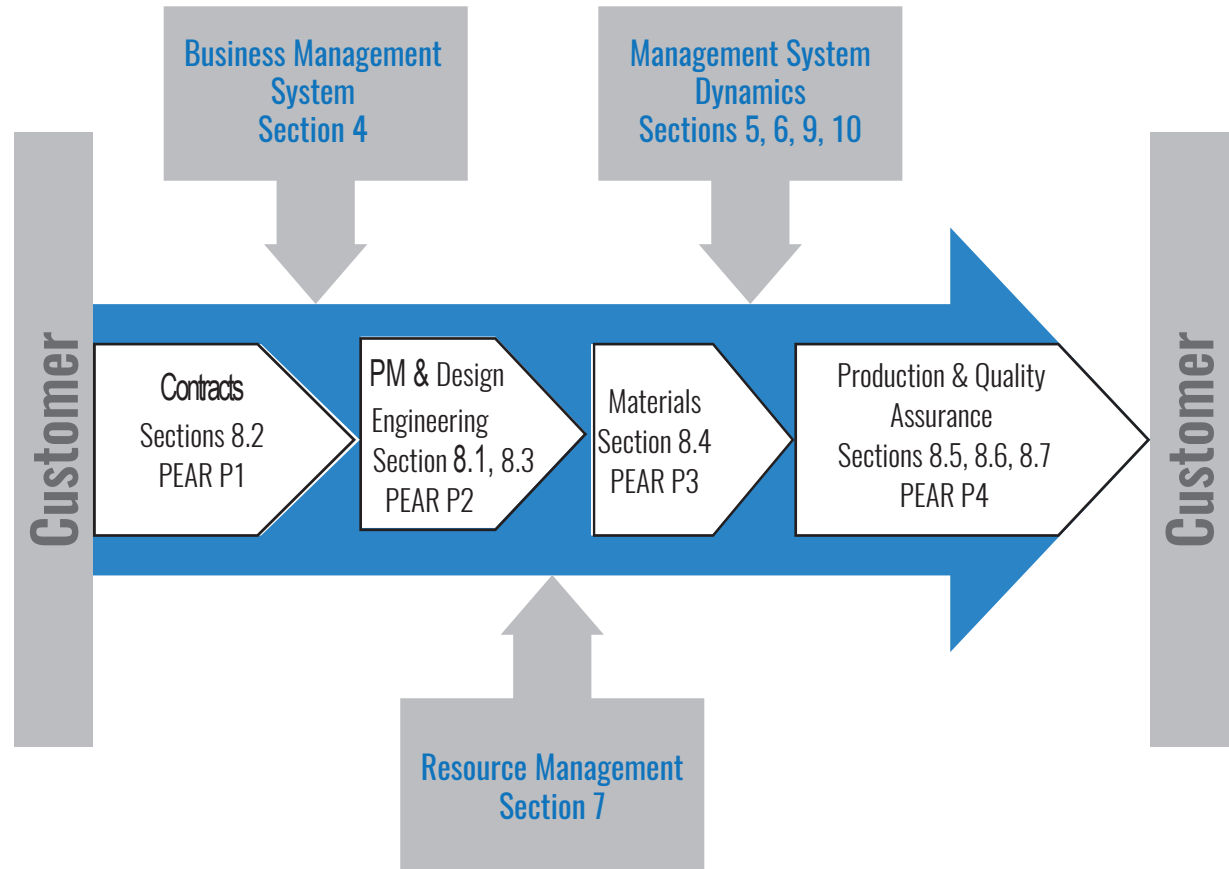 Business Management
System
Section 4
Management System
Dynamics
Sections 5, 6, 9, 10
Customer
Contracts
Sections 8.2
PEAR P1
PM & Design
Engineering
Section 8.1, 8.3
PEAR P2
Materials
Section 8.4
PEAR P3
Production & Quality
Assurance
Sections 8.5, 8.6, 8.7
PEAR P4
Customer
Resource Management
Section 7